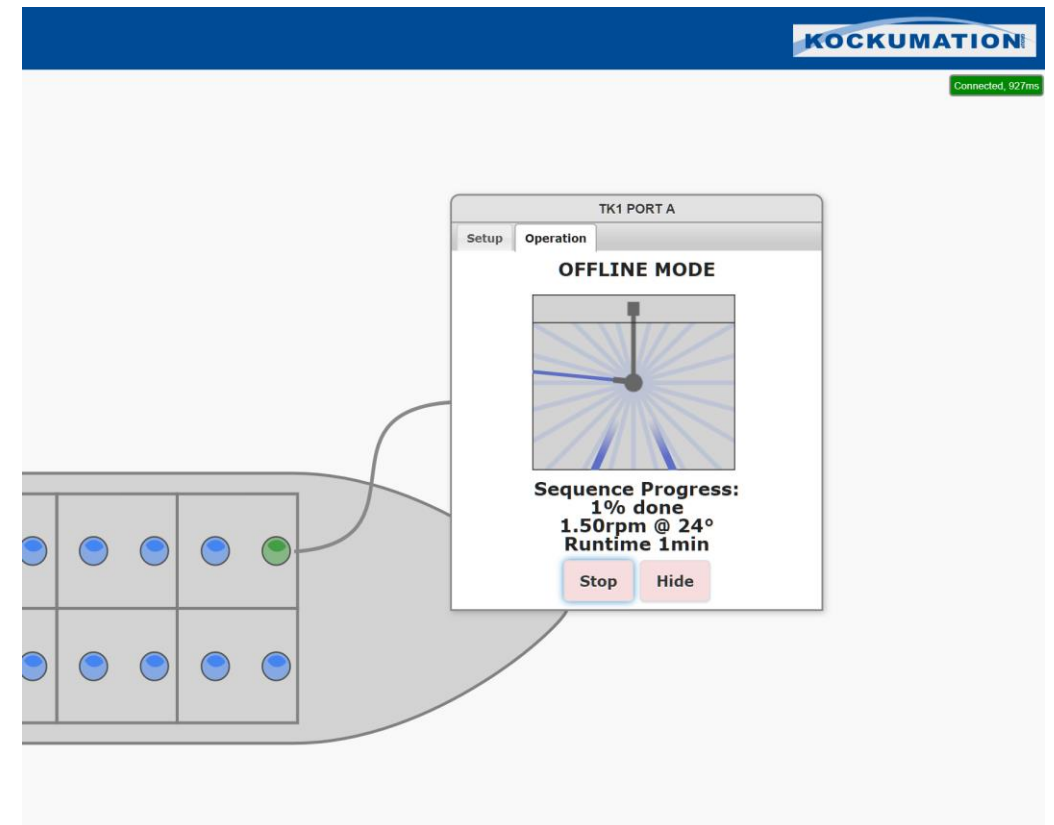 KOCKUMATION
Connected, 927ms
TK1 PORT A
Setup Operation
OFFLINE MODE
Sequence Progress:
1% done
1.50rpm @ 24°
Runtime 1min
Stop Hide